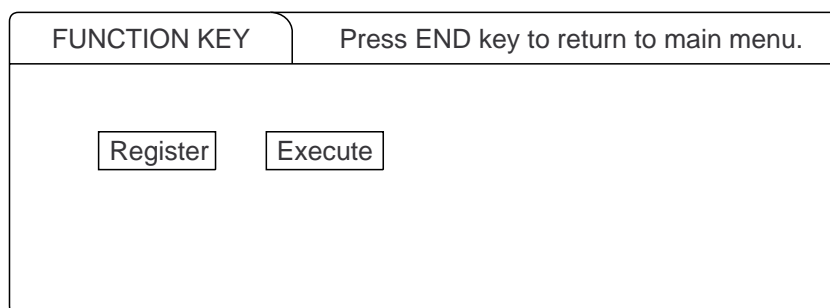 FUNCTION KEY Press END key to return to main menu.
Register Execute